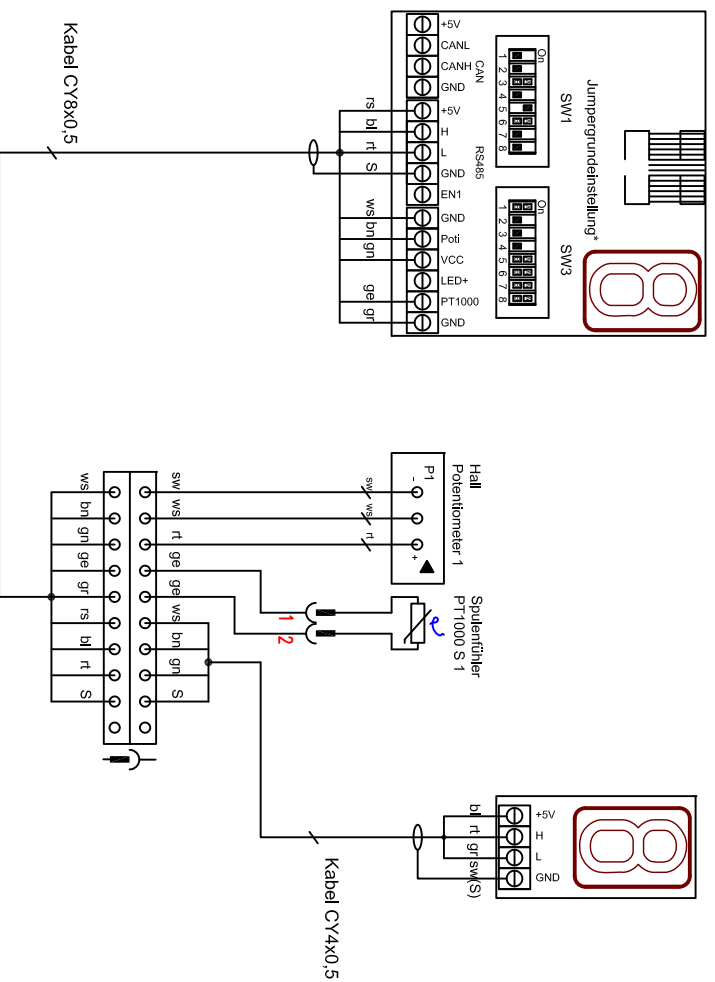 +5V
CANL
CANH
GND
CAN
+5V
H
L
GND
EN1
RS485
GND
Poti
VCC
LED+
PT1000
GND
On
1 2 3 4 5 6 7 8
SW1
On
1 2 3 4 5 6 7 8
SW3
Jumpergrundeinstellung*
rs bl rt S
ws bn gn
ge gr
Kabel CY8x0,5
Hall
Potentiometer 1
P1
- +
sw ws rt
Spulenfühler
PT1000 S 1
1 2
sw ws rt ge ge ws bn gn S
ws bn gn ge gr rs bl rt S
+5V
H
L
GND
bl rt gr sw(S)
Kabel CY4x0,5